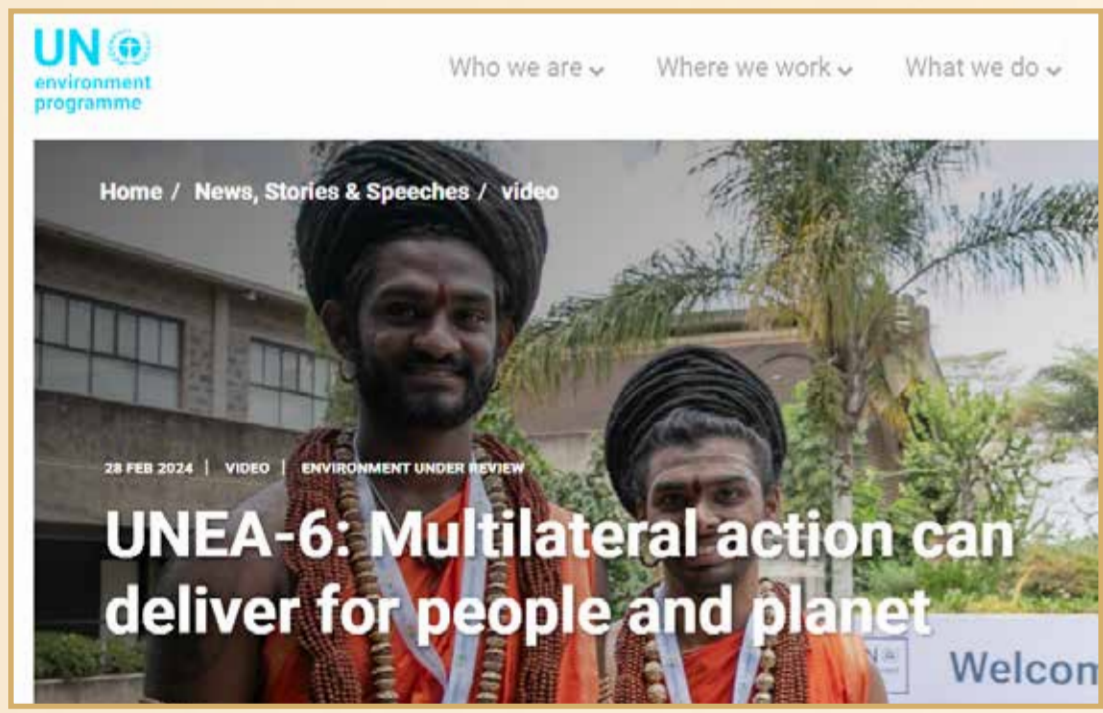 UN
environment
programme
Who we are Where we work What we do
Home / News, Stories & Speeches / video
28 FEB 2024 | VIDEO | ENVIRONMENT UNDER REVIEW
UNEA-6: Multilateral action can
deliver for people and planet